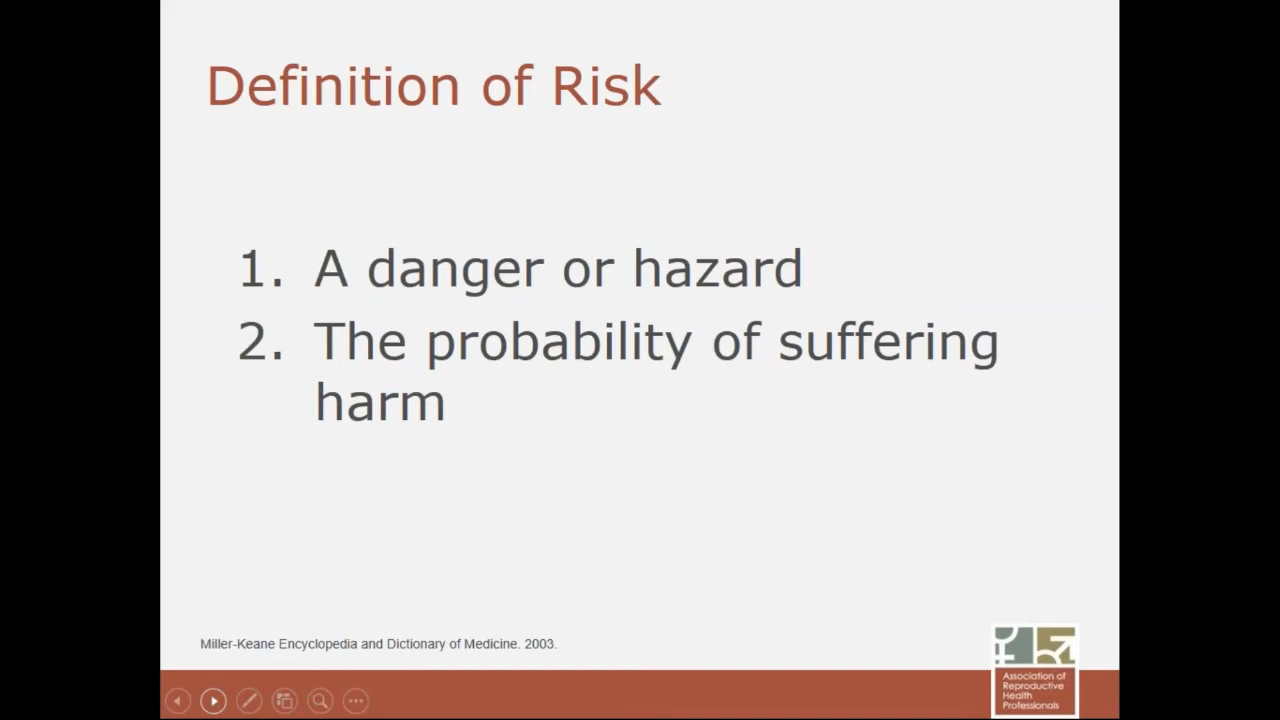 Definition of Risk
1. A danger or hazard
2. The probability of suffering
harm
Miller-Keane Encyclopedia and Dictionary of Medicine. 2003.
Association of
Reproductive
Health
Professionals